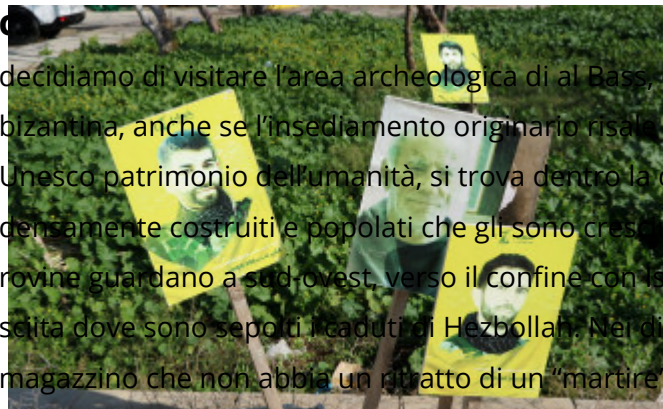 decidiamo di visitare l'area archeologica di al Bass,
bizantina, anche se l'insediamento originario risale
Unesco patrimonio dell'umanità, si trova dentro la
densamente costruiti e popolati che gli sono
rovine guardano a sud-ovest, verso il confine con
sciita dove sono sepolti i caduti di Hezbollah. Nei
magazzino che non abbia un ritratto di un “martire”